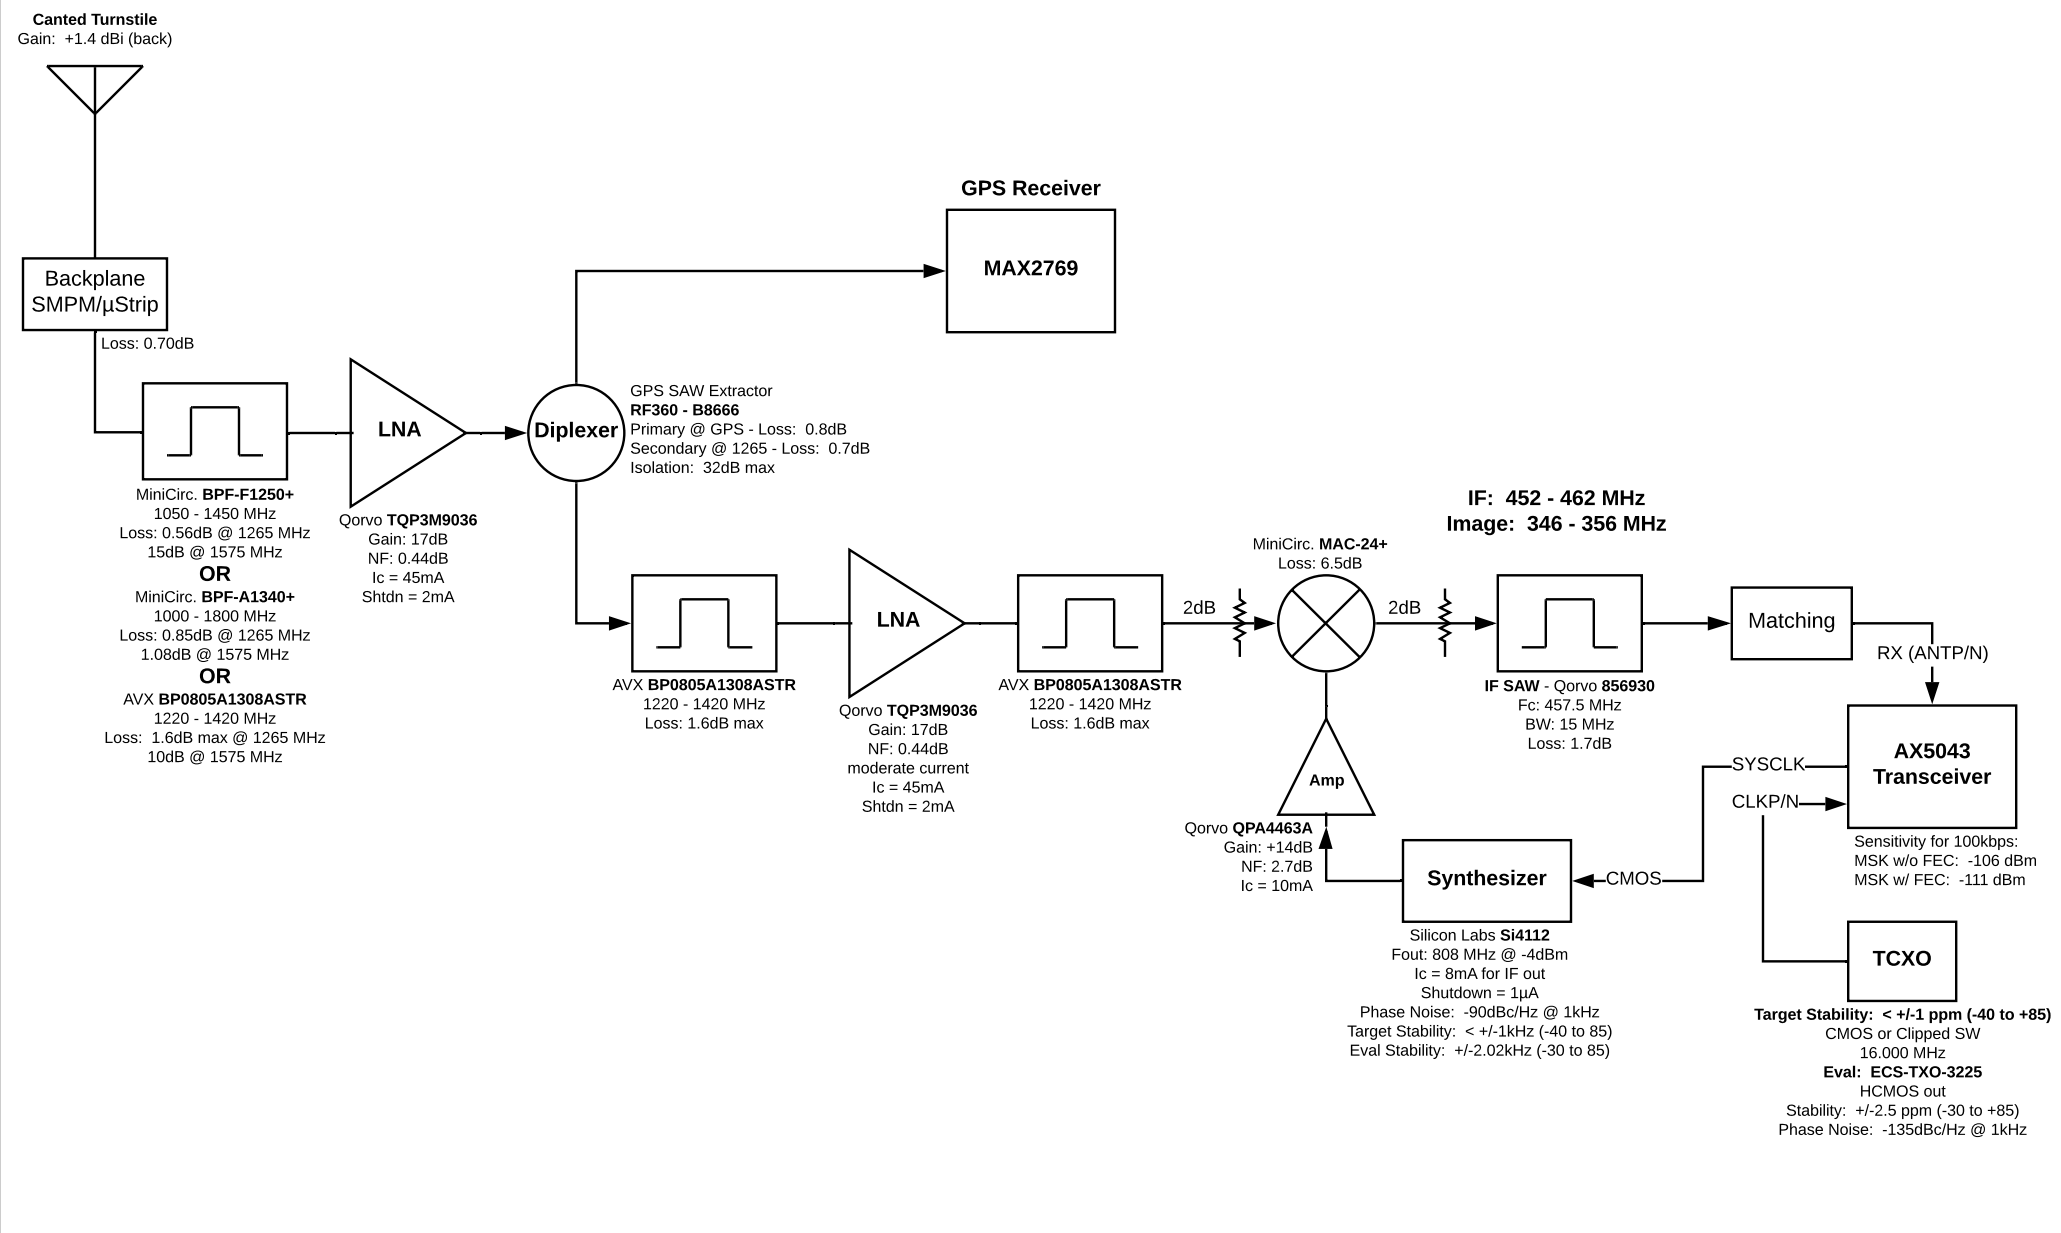 Canted Turnstile
Gain:  +1.4 dBi (back)
Backplane
SMPM/µStrip
Loss: 0.70dB
MiniCirc. BPF-F1250+
1050 - 1450 MHz
Loss: 0.56dB @ 1265 MHz
15dB @ 1575 MHz
OR
MiniCirc. BPF-A1340+
1000 - 1800 MHz
Loss: 0.85dB @ 1265 MHz
1.08dB @ 1575 MHz
OR
AVX BP0805A1308ASTR
1220 - 1420 MHz
Loss:  1.6dB max @ 1265 MHz
10dB @ 1575 MHz
LNA
Qorvo TQP3M9036
Gain: 17dB
NF: 0.44dB
Ic = 45mA
Shtdn = 2mA
Diplexer
GPS SAW Extractor
RF360 - B8666
Primary @ GPS - Loss:  0.8dB
Secondary @ 1265 - Loss:  0.7dB
Isolation:  32dB max
GPS Receiver
MAX2769
AVX BP0805A1308ASTR
1220 - 1420 MHz
Loss: 1.6dB max
LNA
Qorvo TQP3M9036
Gain: 17dB
NF: 0.44dB
moderate current
Ic = 45mA
Shtdn = 2mA
AVX BP0805A1308ASTR
1220 - 1420 MHz
Loss: 1.6dB max
2dB
MiniCirc. MAC-24+
Loss: 6.5dB
2dB
IF:  452 - 462 MHz
Image:  346 - 356 MHz
IF SAW - Qorvo 856930
Fc: 457.5 MHz
BW: 15 MHz
Loss: 1.7dB
Matching
RX (ANTP/N)
AX5043
Transceiver
Sensitivity for 100kbps:
MSK w/o FEC:  -106 dBm
MSK w/ FEC:  -111 dBm
SYSCLK
CLKP/N
CMOS
Amp
Qorvo QPA4463A
Gain: +14dB
NF: 2.7dB
Ic = 10mA
Synthesizer
Silicon Labs Si4112
Fout: 808 MHz @ -4dBm
Ic = 8mA for IF out
Shutdown = 1µA
Phase Noise:  -90dBc/Hz @ 1kHz
Target Stability:  < +/-1kHz (-40 to 85)
Eval Stability:  +/-2.02kHz (-30 to 85)
TCXO
Target Stability:  < +/-1 ppm (-40 to +85)
CMOS or Clipped SW
16.000 MHz
Eval:  ECS-TXO-3225
HCMOS out
Stability:  +/-2.5 ppm (-30 to +85)
Phase Noise:  -135dBc/Hz @ 1kHz